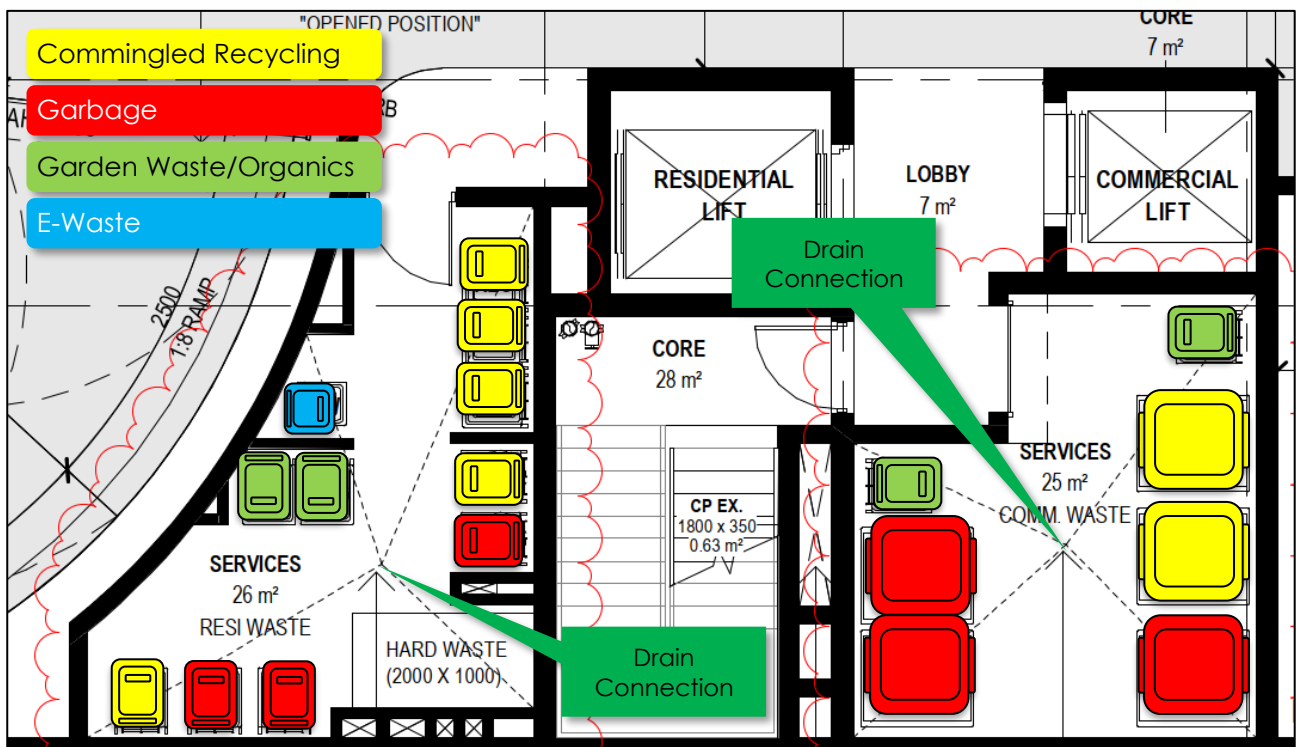 "OPENED POSITION"
CORE
7 m²
Commingled Recycling
Garbage
Garden Waste/Organics
E-Waste
RB
2500
1:8 RAMP
RESIDENTIAL
LIFT
LOBBY
7 m²
COMMERCIAL
LIFT
Drain
Connection
CORE
28 m²
SERVICES
25 m²
COMM. WASTE
CP EX.
1800 x 350
0.63 m²
SERVICES
26 m²
RESI WASTE
HARD WASTE
(2000 X 1000)
Drain
Connection